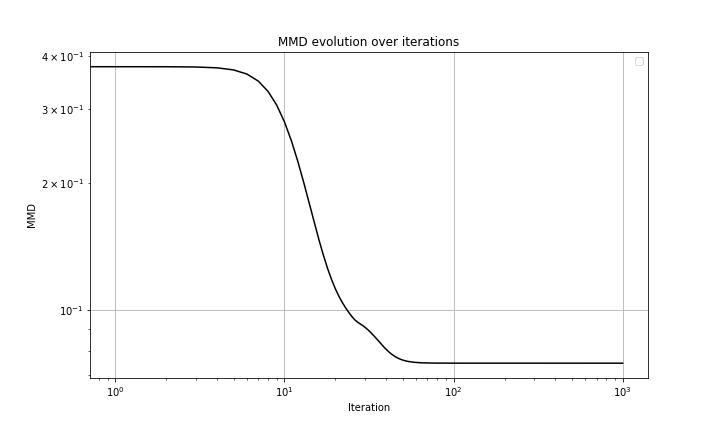 MMD evolution over iterations
4 × 10⁻¹
3 × 10⁻¹
2 × 10⁻¹
10⁻¹
MMD
10⁰ 10¹ 10² 10³
Iteration